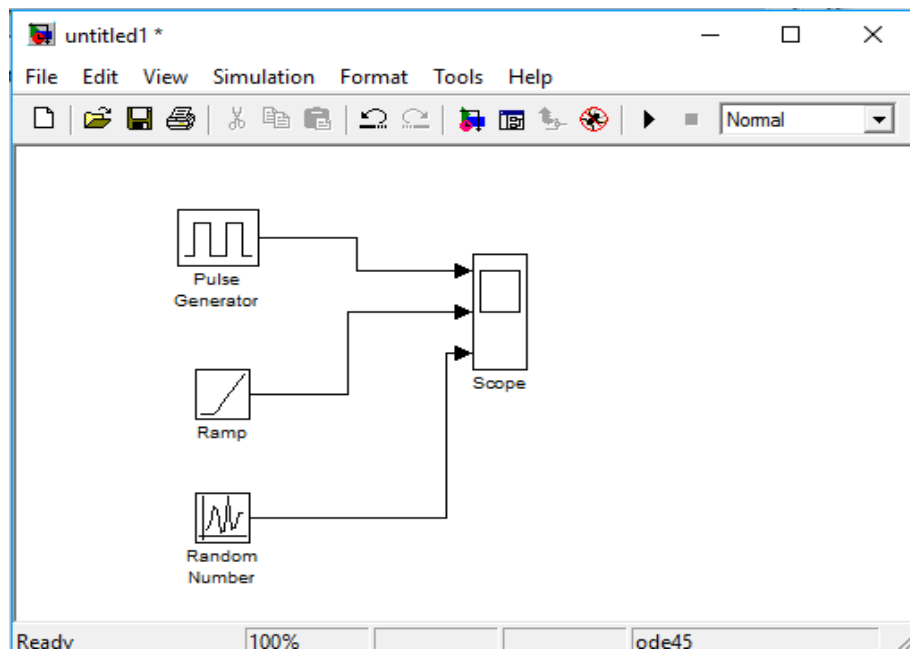 untitled1 *
File Edit View Simulation Format Tools Help
Normal
Pulse
Generator
Scope
Ramp
Random
Number
Ready 100% ode45